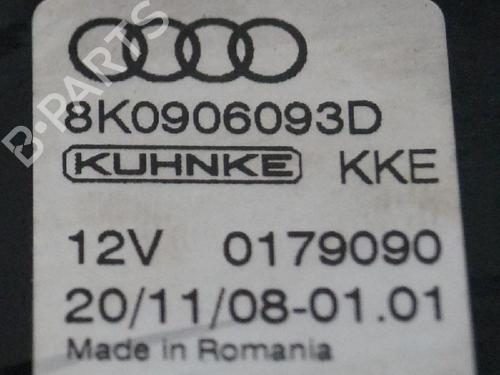 8K0906093D
KUHNKE KKE
12V 0179090
20/11/08-01.01
Made in Romania
B-PARTS